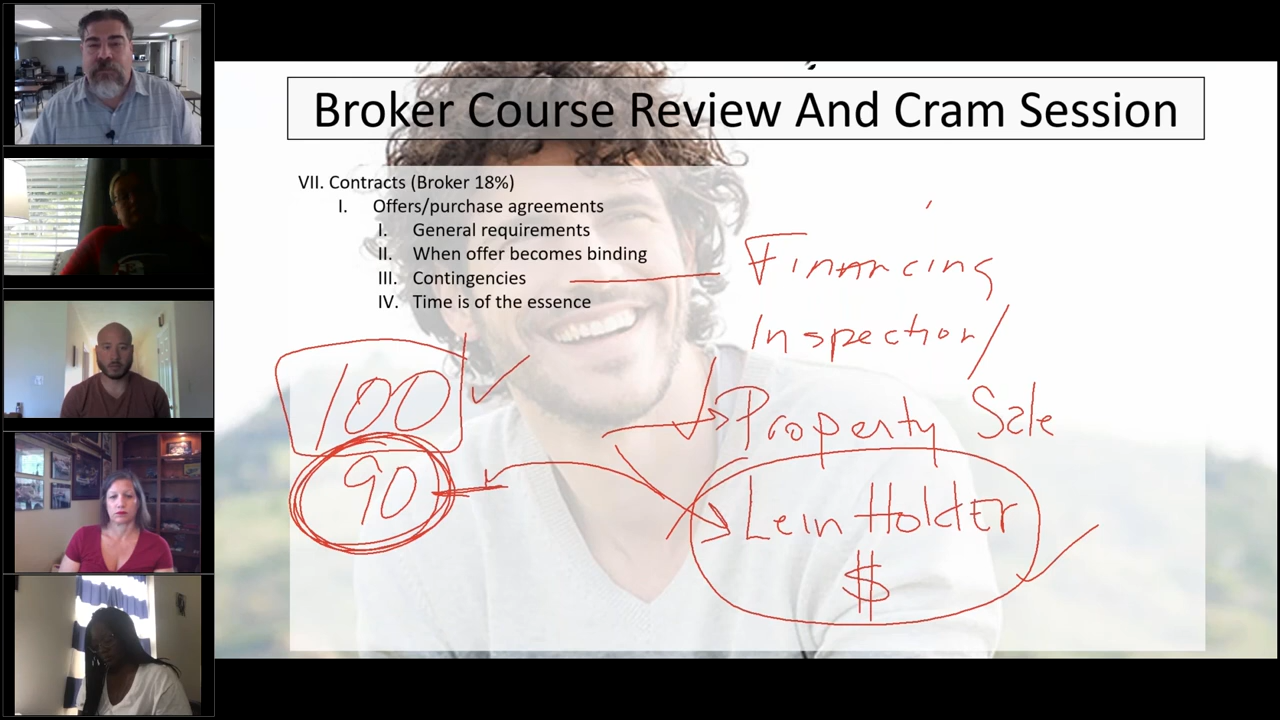 Broker Course Review And Cram Session
VII. Contracts (Broker 18%)
I. Offers/purchase agreements
I. General requirements
II. When offer becomes binding
III. Contingencies
IV. Time is of the essence
Financing
Inspection/
Property Sale
Lein Holder
$
100
90